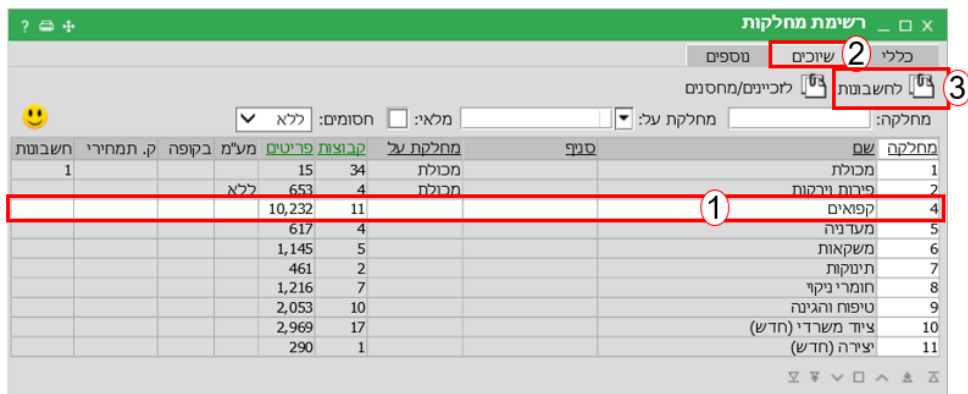 רשימת מחלקות
כללי שיוכים 2 נוספים
לחשבונות לזכיינים/מחסנים 3
מחלקה: מחלקת על: מלאי: חסומים: ללא
מחלקה שם סניף מחלקת על קבוצות פריטים מע"מ בקופה ק. תמחירי חשבונות
1 מכולת מכולת 34 15 1
2 פירות וירקות מכולת 4 653 ללא
4 קפואים 1 11 10,232
5 מעדניה 4 617
6 משקאות 5 1,145
7 תינוקות 2 461
8 חומרי ניקוי 7 1,216
9 טיפוח והגינה 10 2,053
10 ציוד משרדי (חדש) 17 2,969
11 יצירה (חדש) 1 290